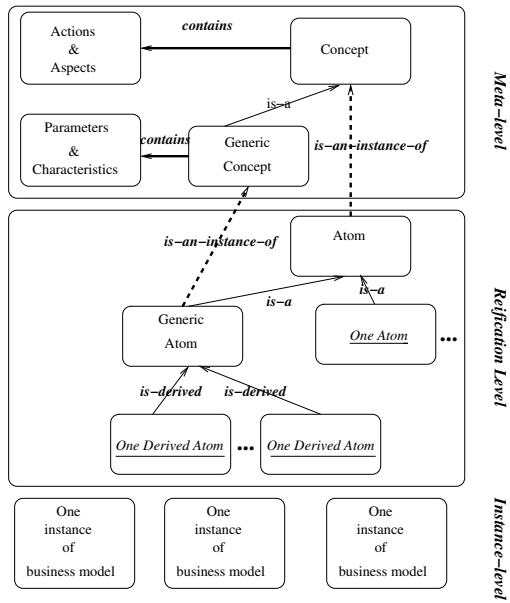 Actions
&
Aspects
contains
Concept
is-a
Parameters
&
Characteristics
contains
Generic
Concept
is-an-instance-of
Meta-level
is-an-instance-of
Atom
is-a
is-a
Generic
Atom
One Atom
...
is-derived
is-derived
One Derived Atom
...
One Derived Atom
Reification Level
One
instance
of
business model
One
instance
of
business model
One
instance
of
business model
Instance-level